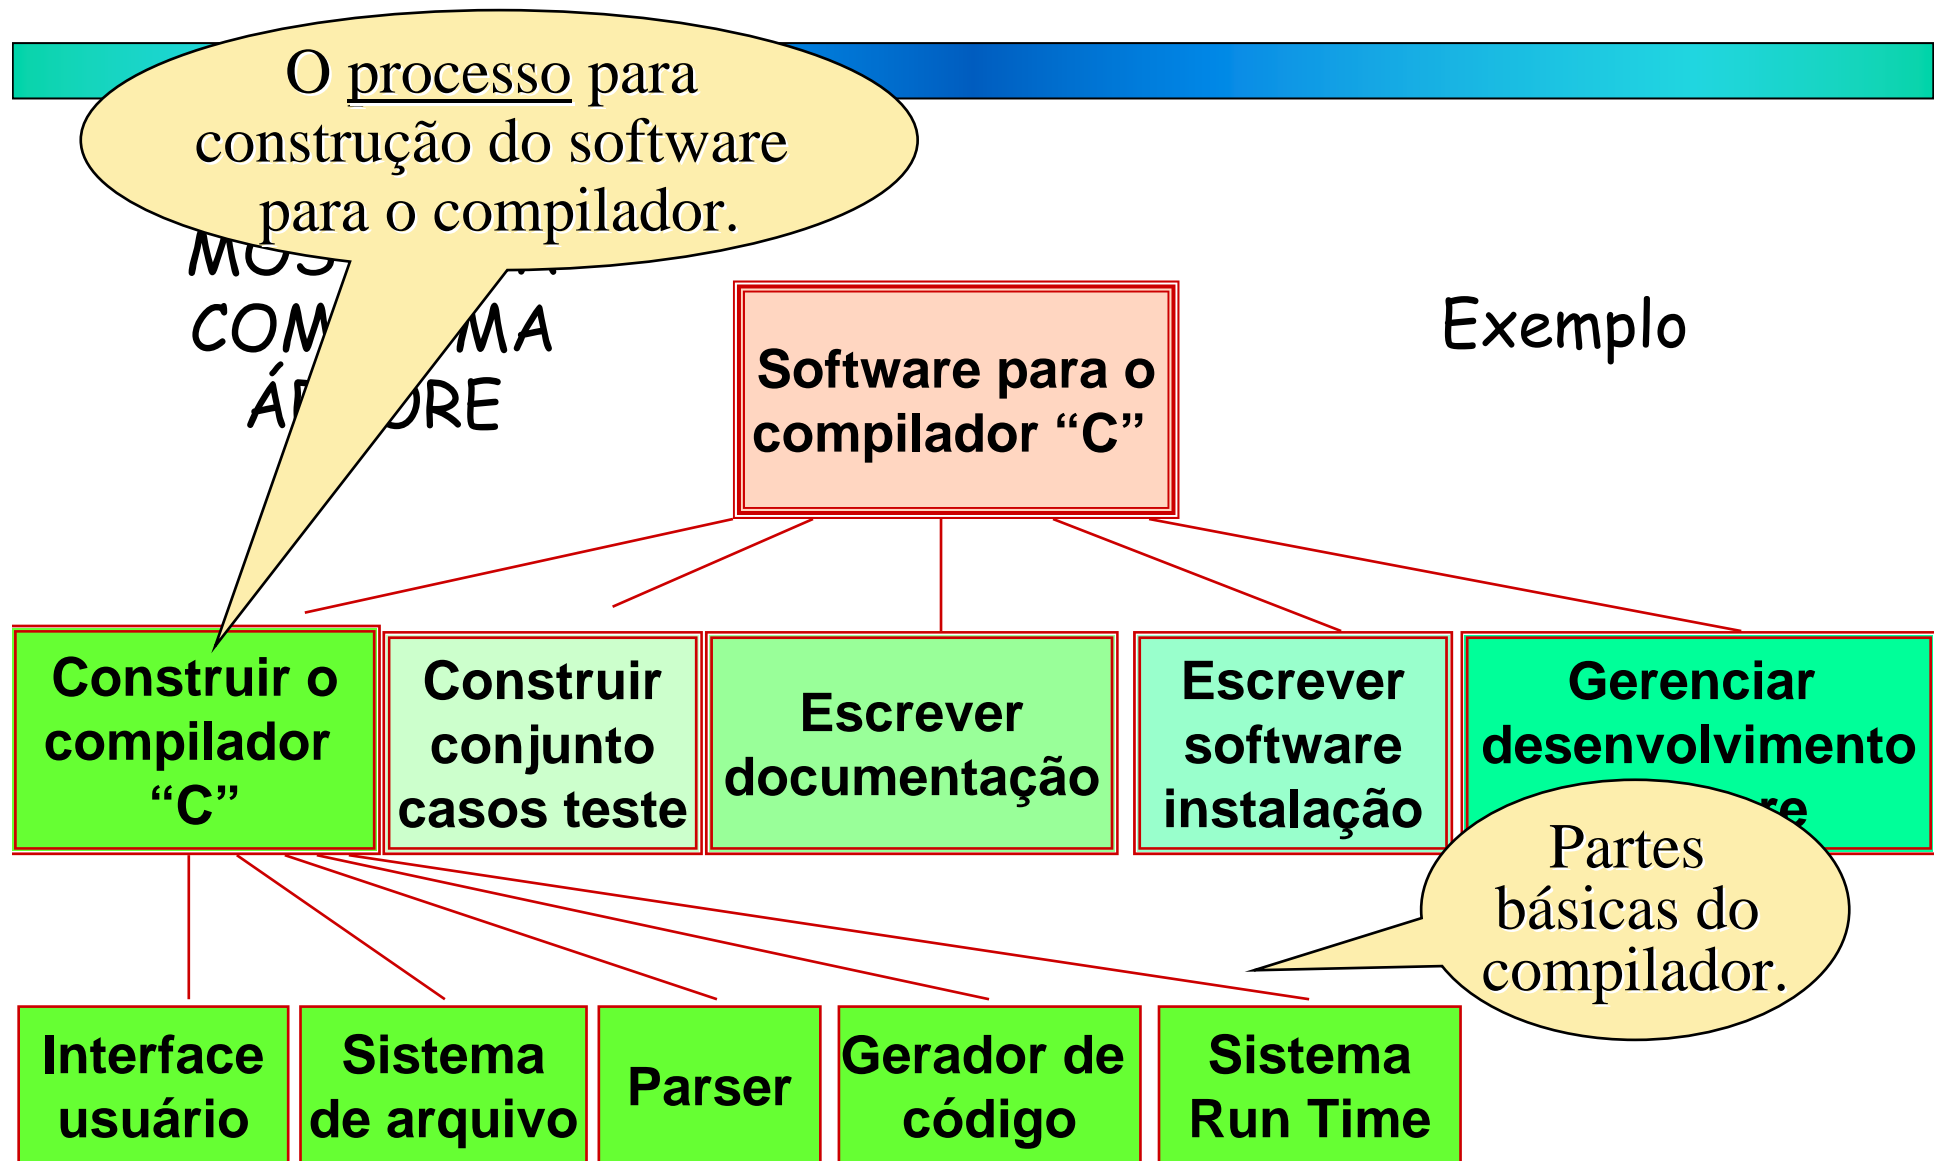 O processo para
construção do software
para o compilador.
Exemplo
Software para o
compilador “C”
Construir o
compilador
“C”
Construir
conjunto
casos teste
Escrever
documentação
Escrever
software
instalação
Gerenciar
desenvolvimento
Partes
básicas do
compilador.
Interface
usuário
Sistema
de arquivo
Parser
Gerador de
código
Sistema
Run Time